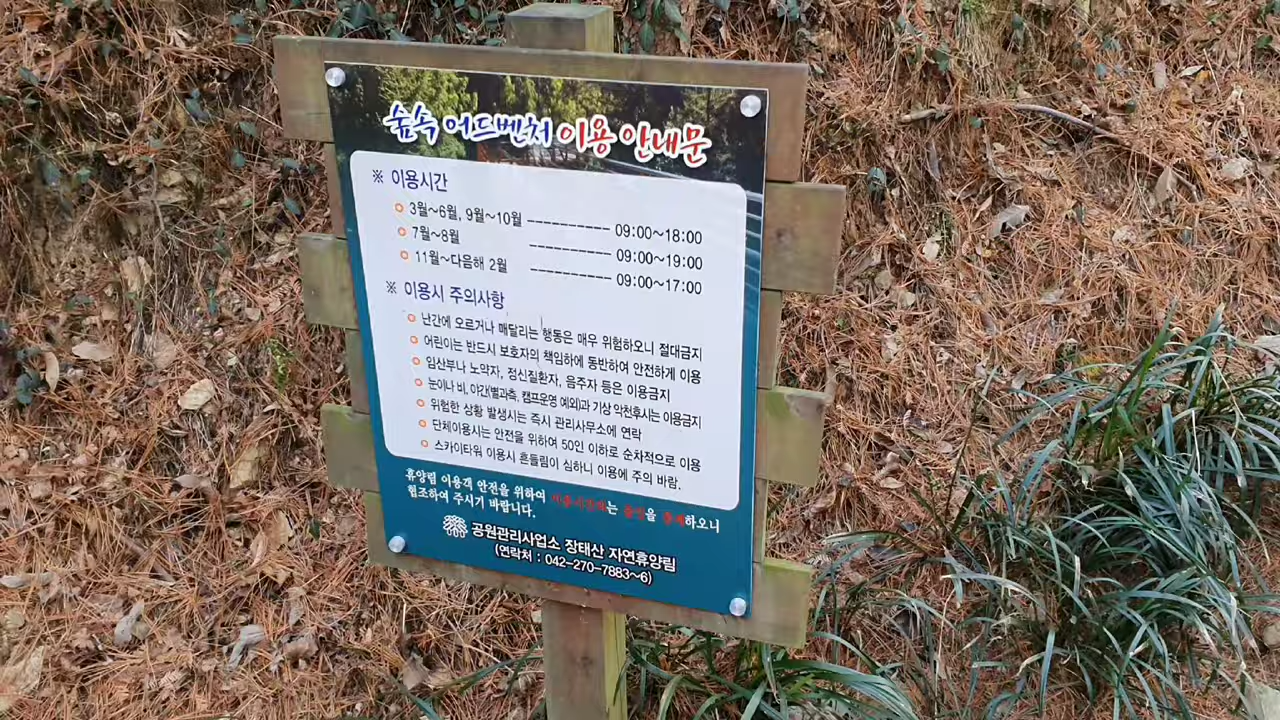 숲속 어드벤처 이용 안내문
※ 이용시간
3월~6월, 9월~10월 ---------- 09:00~18:00
7월~8월 ---------- 09:00~19:00
11월~다음해 2월 ---------- 09:00~17:00
※ 이용시 주의사항
난간에 오르거나 매달리는 행동은 매우 위험하오니 절대금지
어린이는 반드시 보호자의 책임하에 동반하여 안전하게 이용
임산부나 노약자, 정신질환자, 음주자 등은 이용금지
눈이나 비, 야간(별과축, 캠프운영 예외)과 기상 악천후시는 이용금지
위험한 상황 발생시는 즉시 관리사무소에 연락
단체이용시는 안전을 위하여 50인 이하로 순차적으로 이용
스카이타워 이용시 흔들림이 심하니 이용에 주의 바람.
휴양림 이용객 안전을 위하여 는 을 하오니
협조하여 주시기 바랍니다.
공원관리사업소 장태산 자연휴양림
(연락처 : 042-270-7883~6)